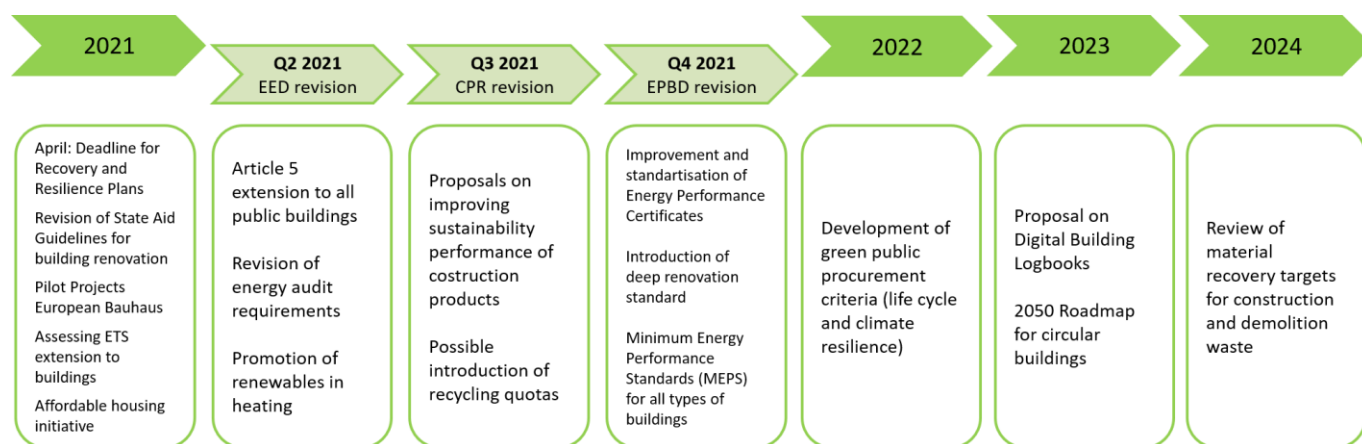 2021
Q2 2021
EED revision
Q3 2021
CPR revision
Q4 2021
EPBD revision
2022
2023
2024
April: Deadline for
Recovery and
Resilience Plans
Revision of State Aid
Guidelines for
building renovation
Pilot Projects
European Bauhaus
Assessing ETS
extension to
buildings
Affordable housing
initiative
Article 5
extension to all
public buildings
Revision of
energy audit
requirements
Promotion of
renewables in
heating
Proposals on
improving
sustainability
performance of
costruction
products
Possible
introduction of
recycling quotas
Improvement and
standartisation of
Energy Performance
Certificates
Introduction of
deep renovation
standard
Minimum Energy
Performance
Standards (MEPS)
for all types of
buildings
Development of
green public
procurement
criteria (life cycle
and climate
resilience)
Proposal on
Digital Building
Logbooks
2050 Roadmap
for circular
buildings
Review of
material
recovery targets
for construction
and demolition
waste